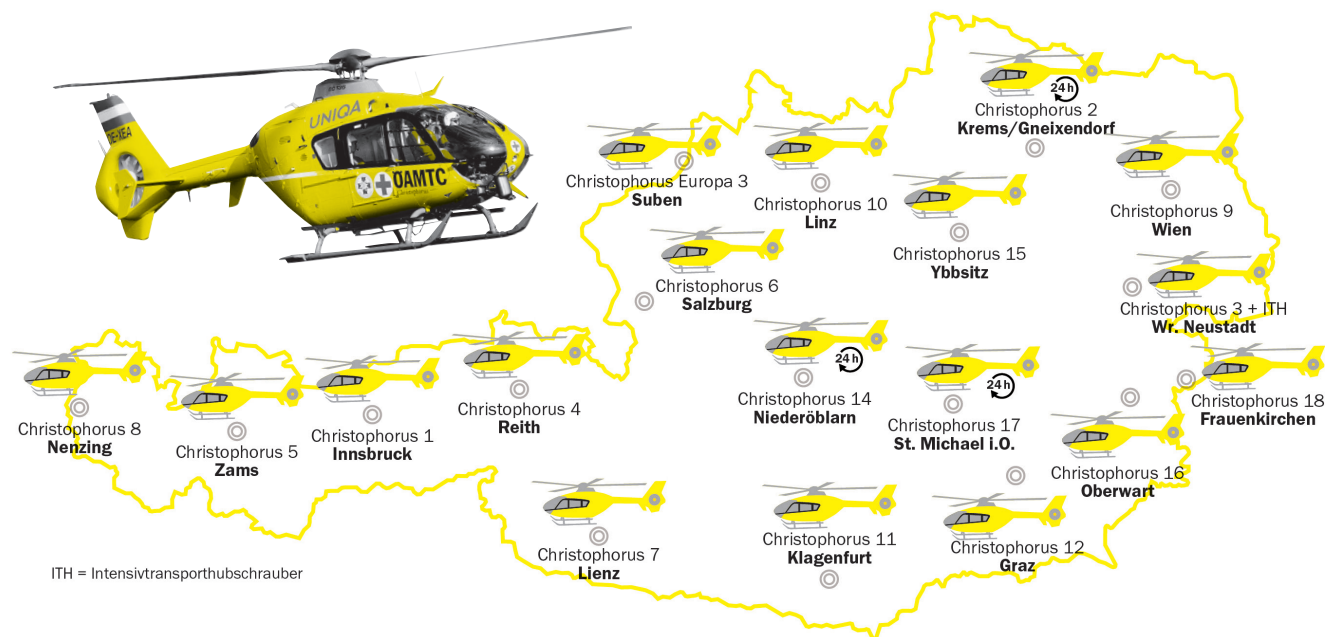 UNIQA
ÖAMTC
OE-XEA
24 h
Christophorus 2
Krems/Gneixendorf
Christophorus Europa 3
Suben
Christophorus 10
Linz
Christophorus 9
Wien
Christophorus 15
Ybbsitz
Christophorus 6
Salzburg
Christophorus 3 + ITH
Wr. Neustadt
24 h
Christophorus 14
Niederöblarn
24 h
Christophorus 17
St. Michael i.O.
Christophorus 18
Frauenkirchen
Christophorus 8
Nenzing
Christophorus 5
Zams
Christophorus 1
Innsbruck
Christophorus 4
Reith
Christophorus 16
Oberwart
Christophorus 7
Lienz
Christophorus 11
Klagenfurt
Christophorus 12
Graz
ITH = Intensivtransporthubschrauber